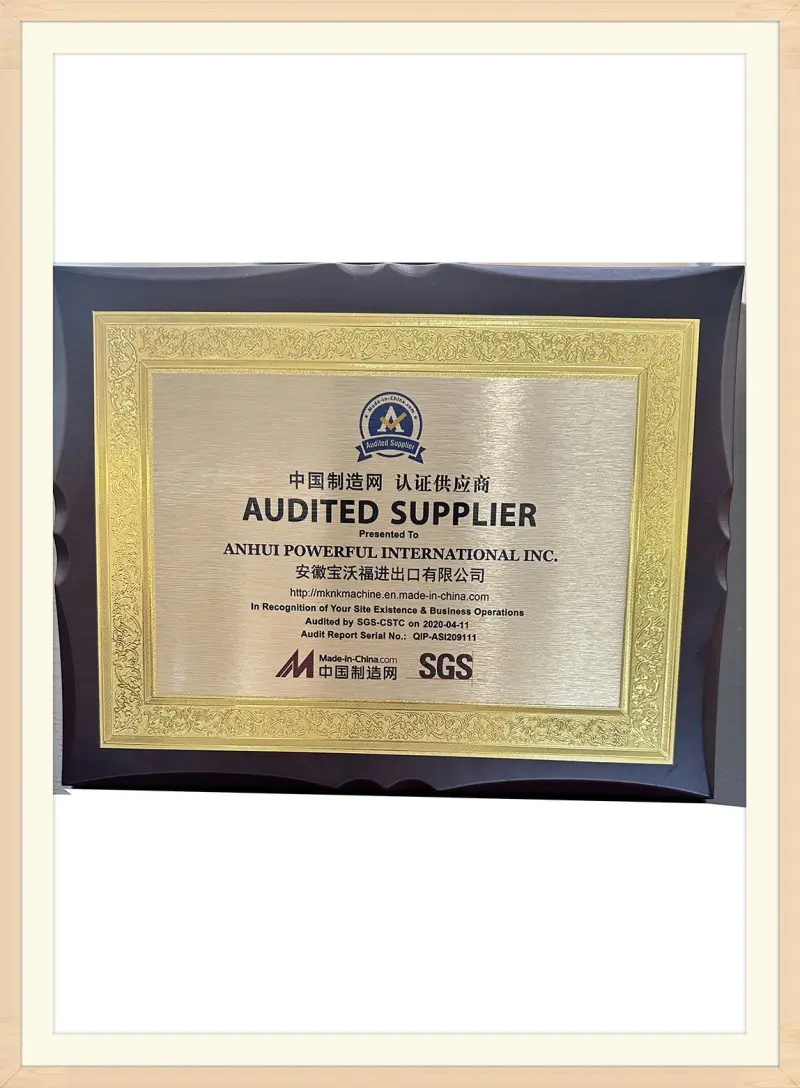 Made-in-China.com
A
Audited Supplier
中国制造网 认证供应商
AUDITED SUPPLIER
Presented To
ANHUI POWERFUL INTERNATIONAL INC.
安徽宝沃福进出口有限公司
http://mknkmachine.en.made-in-china.com
In Recognition of Your Site Existence & Business Operations
Audited by SGS-CSTC on 2020-04-11
Audit Report Serial No.: QIP-ASI209111
Made-in-China.com
中国制造网
SGS